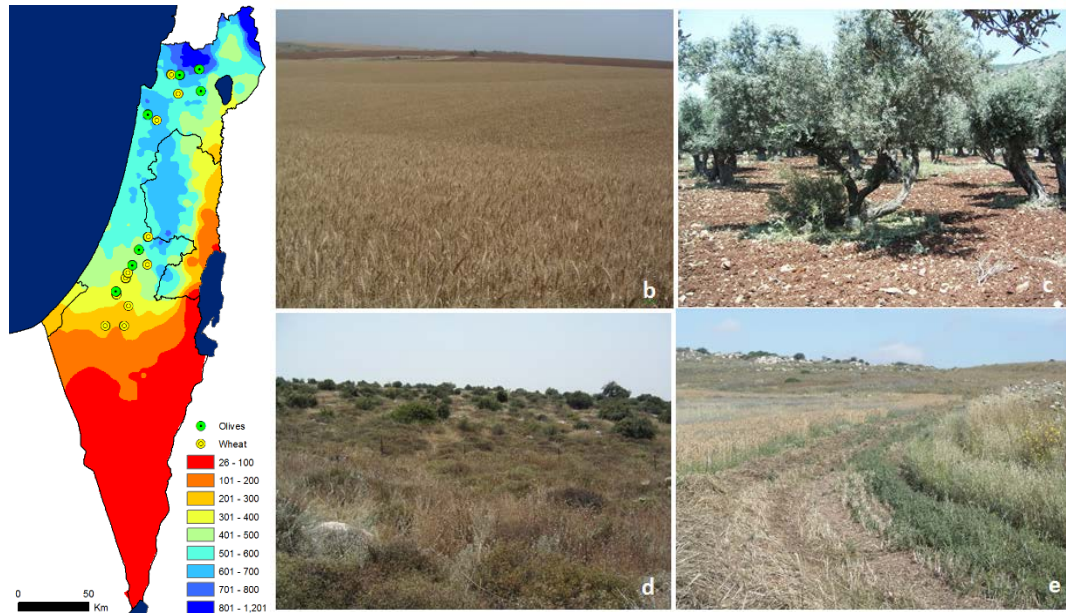 Olives
Wheat
26 - 100
101 - 200
201 - 300
301 - 400
401 - 500
501 - 600
601 - 700
701 - 800
801 - 1,201
0 50
Km
b
c
d
e